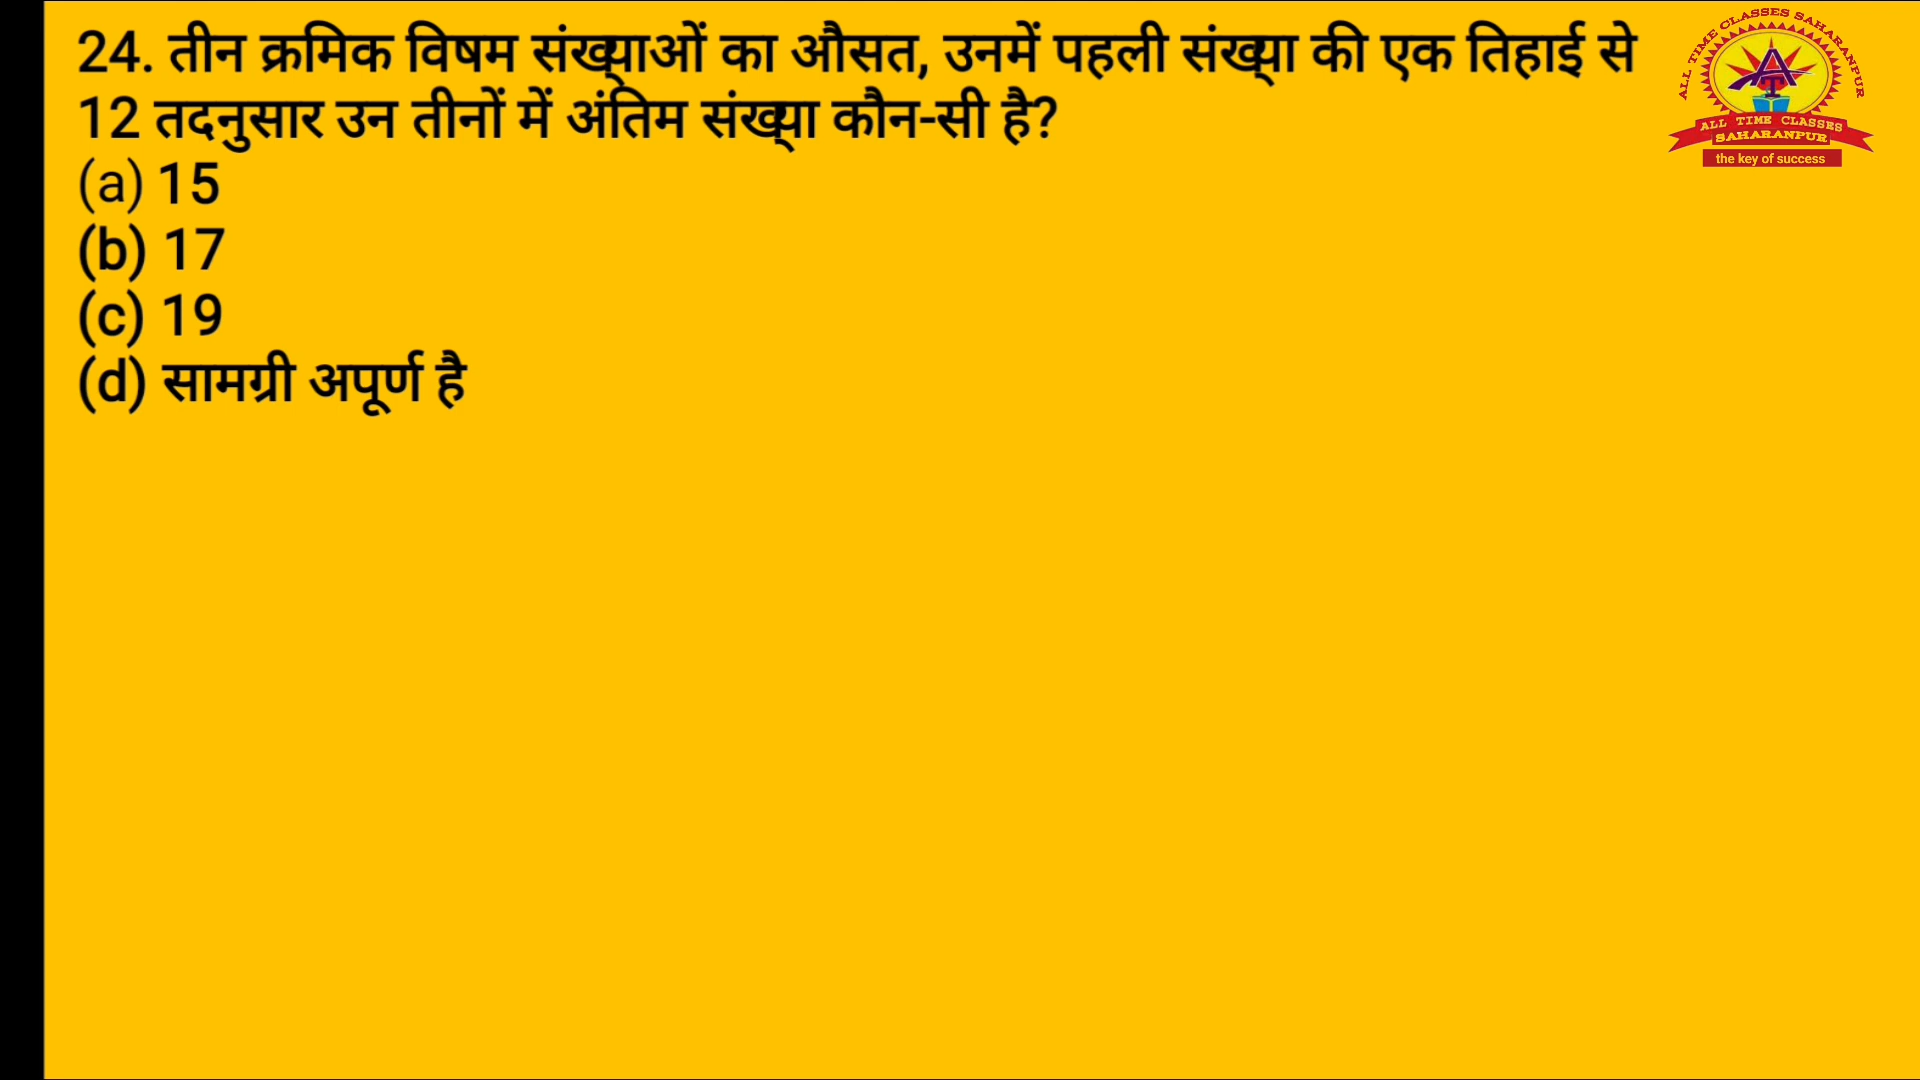 24. तीन क्रमिक विषम संख्याओं का औसत, उनमें पहली संख्या की एक तिहाई से
12 तदनुसार उन तीनों में अंतिम संख्या कौन-सी है?
(a) 15
(b) 17
(c) 19
(d) सामग्री अपूर्ण है
ALL TIME CLASSES SAHARANPUR
ALL TIME CLASSES
SAHARANPUR
the key of success